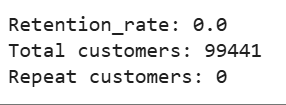 Retention_rate: 0.0
Total customers: 99441
Repeat customers: 0